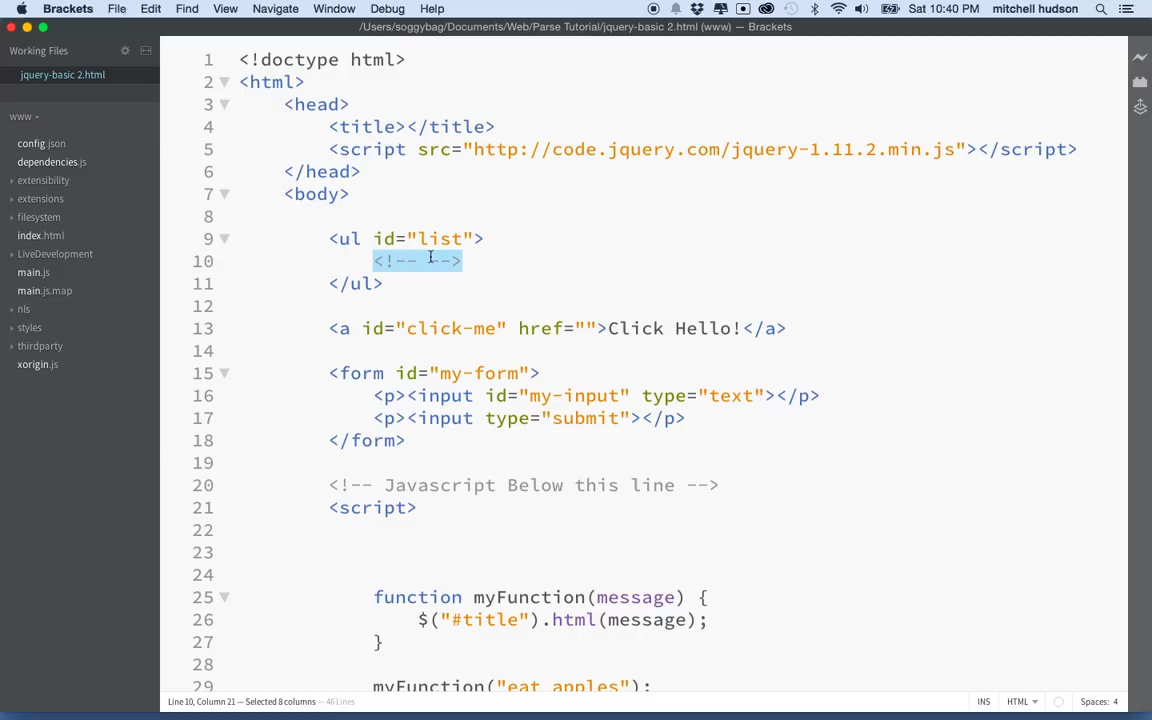 Brackets File Edit Find View Navigate Window Debug Help Sat 10:40 PM mitchell hudson
/Users/soggybag/Documents/Web/Parse Tutorial/jquery-basic 2.html (www) — Brackets
Working Files
jquery-basic 2.html
www
config.json
dependencies.js
extensibility
extensions
filesystem
index.html
LiveDevelopment
main.js
main.js.map
nls
styles
thirdparty
xorigin.js
1 <!doctype html>
2 <html>
3 <head>
4 <title></title>
5 <script src="http://code.jquery.com/jquery-1.11.2.min.js"></script>
6 </head>
7 <body>
8
9 <ul id="list">
10 <!-- -->
11 </ul>
12
13 <a id="click-me" href="">Click Hello!</a>
14
15 <form id="my-form">
16 <p><input id="my-input" type="text"></p>
17 <p><input type="submit"></p>
18 </form>
19
20 <!-- Javascript Below this line -->
21 <script>
22
23
24
25 function myFunction(message) {
26 $("#title").html(message);
27 }
28
29 myFunction("eat apples");
Line 10, Column 21 — Selected 8 columns — 46 Lines INS HTML Spaces: 4